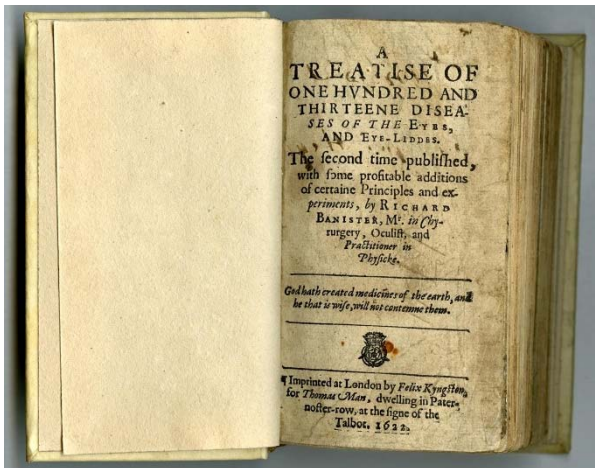 A
TREATISE OF
ONE HVNDRED AND
THIRTEENE DISEA-
SES OF THE EYES,
AND EYE-LIDDES.
The ſecond time publiſhed,
with ſome profitable additions
of certaine Principles and ex-
periments, by RICHARD
BANISTER, Mr. in Chy-
rurgery, Oculiſt, and
Practitioner in
Phyſicke.
God hath created medicines of the earth, and
he that is wiſe, will not contemne them.
¶ Imprinted at London by Felix Kyngſton,
for Thomas Man, dwelling in Pater-
noſter-row, at the ſigne of the
Talbot. 1622.